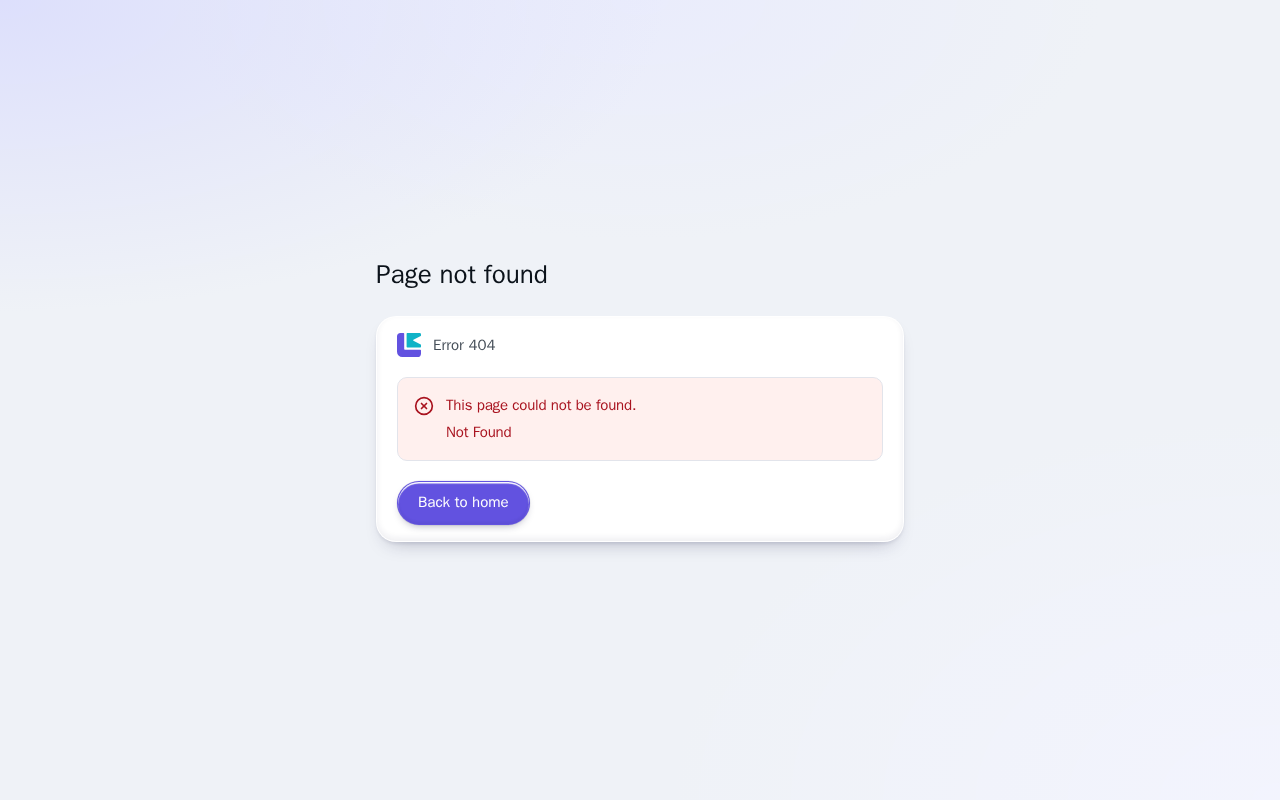 Page not found
Error 404
This page could not be found.
Not Found
Back to home